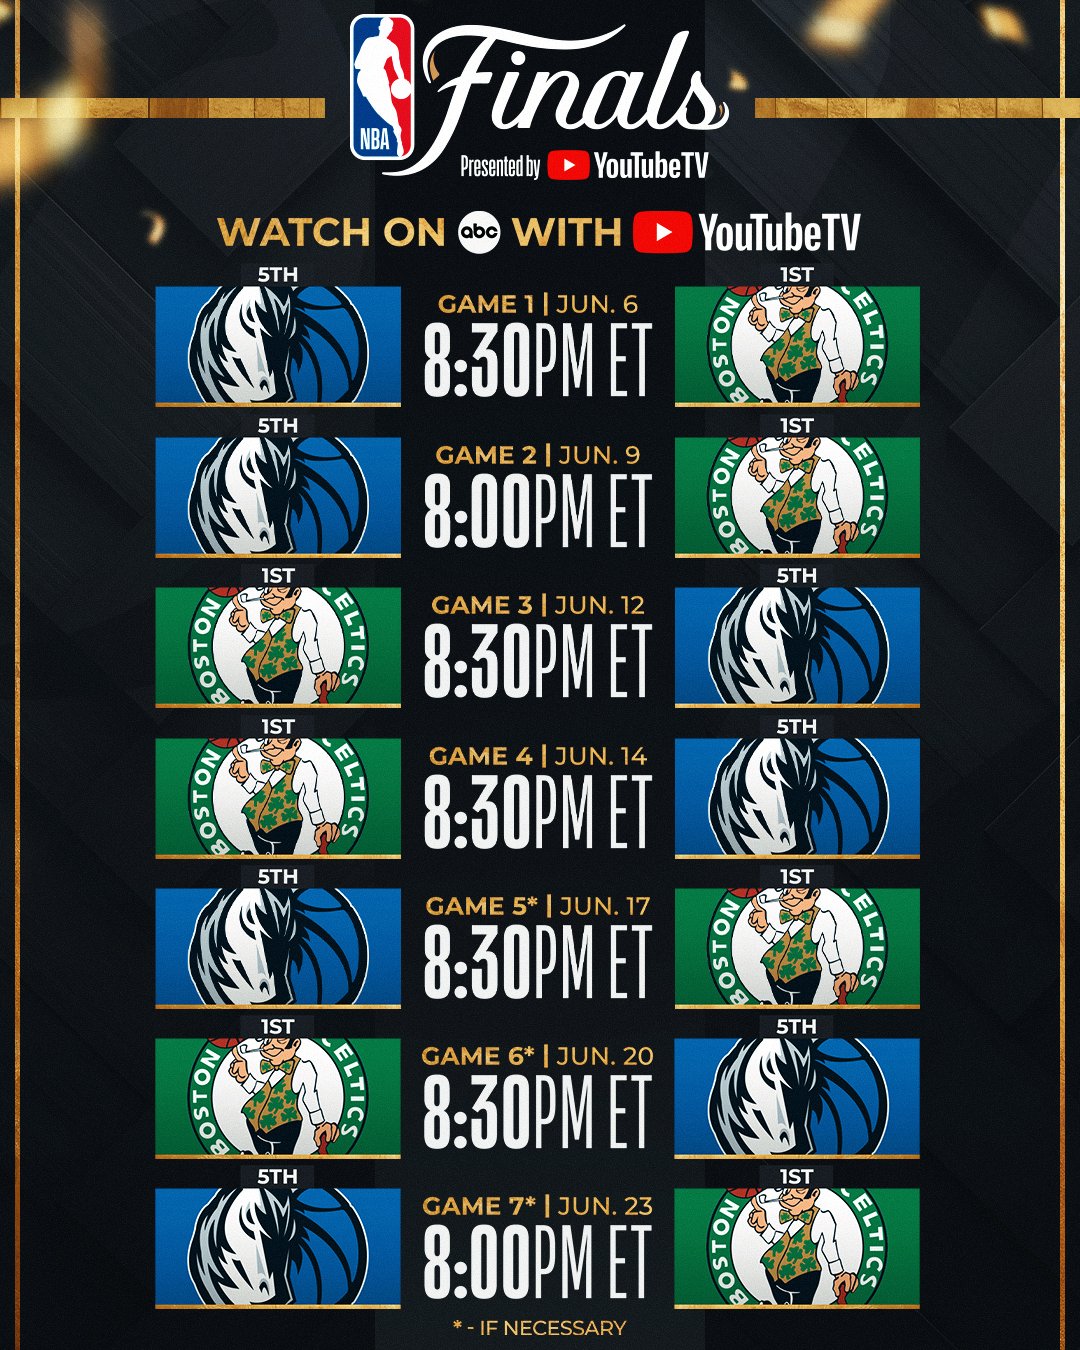 NBA Finals
Presented by YouTubeTV
WATCH ON abc WITH YouTubeTV
5TH 1ST
GAME 1 | JUN. 6
8:30PM ET
BOSTON CELTICS
5TH 1ST
GAME 2 | JUN. 9
8:00PM ET
BOSTON CELTICS
1ST 5TH
GAME 3 | JUN. 12
8:30PM ET
BOSTON CELTICS
1ST 5TH
GAME 4 | JUN. 14
8:30PM ET
BOSTON CELTICS
5TH 1ST
GAME 5* | JUN. 17
8:30PM ET
BOSTON CELTICS
1ST 5TH
GAME 6* | JUN. 20
8:30PM ET
BOSTON CELTICS
5TH 1ST
GAME 7* | JUN. 23
8:00PM ET
BOSTON CELTICS
* - IF NECESSARY